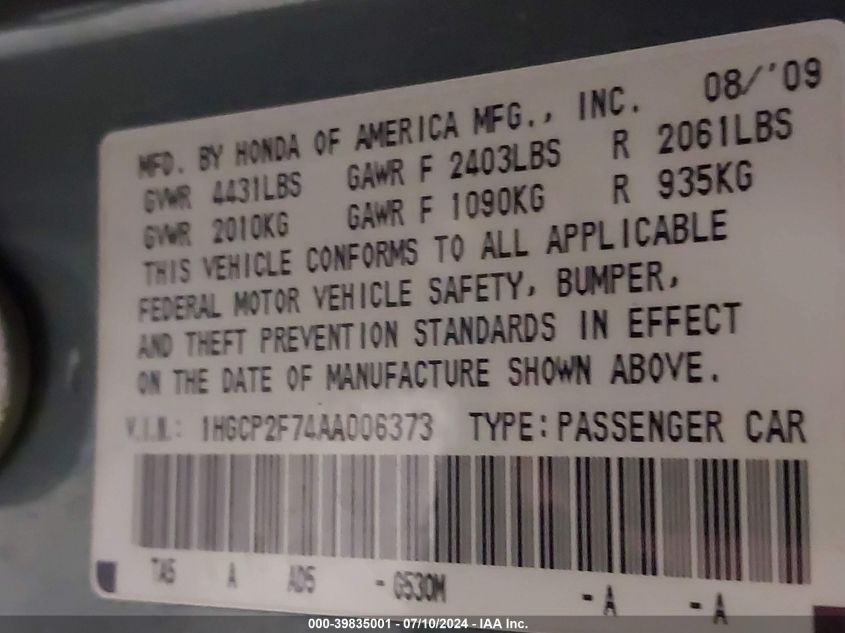 08/'09
MFD. BY HONDA OF AMERICA MFG., INC.
GVWR 4431LBS GAWR F 2403LBS R 2061LBS
GVWR 2010KG GAWR F 1090KG R 935KG
THIS VEHICLE CONFORMS TO ALL APPLICABLE
FEDERAL MOTOR VEHICLE SAFETY, BUMPER,
AND THEFT PREVENTION STANDARDS IN EFFECT
ON THE DATE OF MANUFACTURE SHOWN ABOVE.
V.I.N.: 1HGCP2F74AA006373 TYPE: PASSENGER CAR
TA5 A AD5 - G530M - A - A
000-39835001 - 07/10/2024 - IAA Inc.